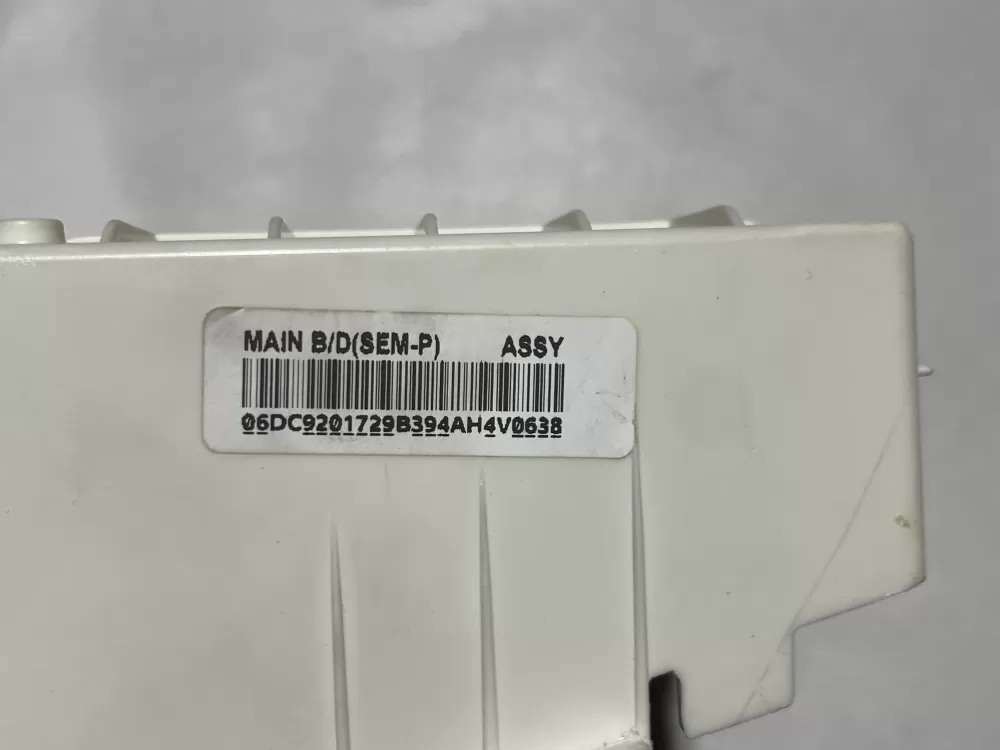 MAIN B/D(SEM-P) ASSY
06DC9201729B394AH4V0638